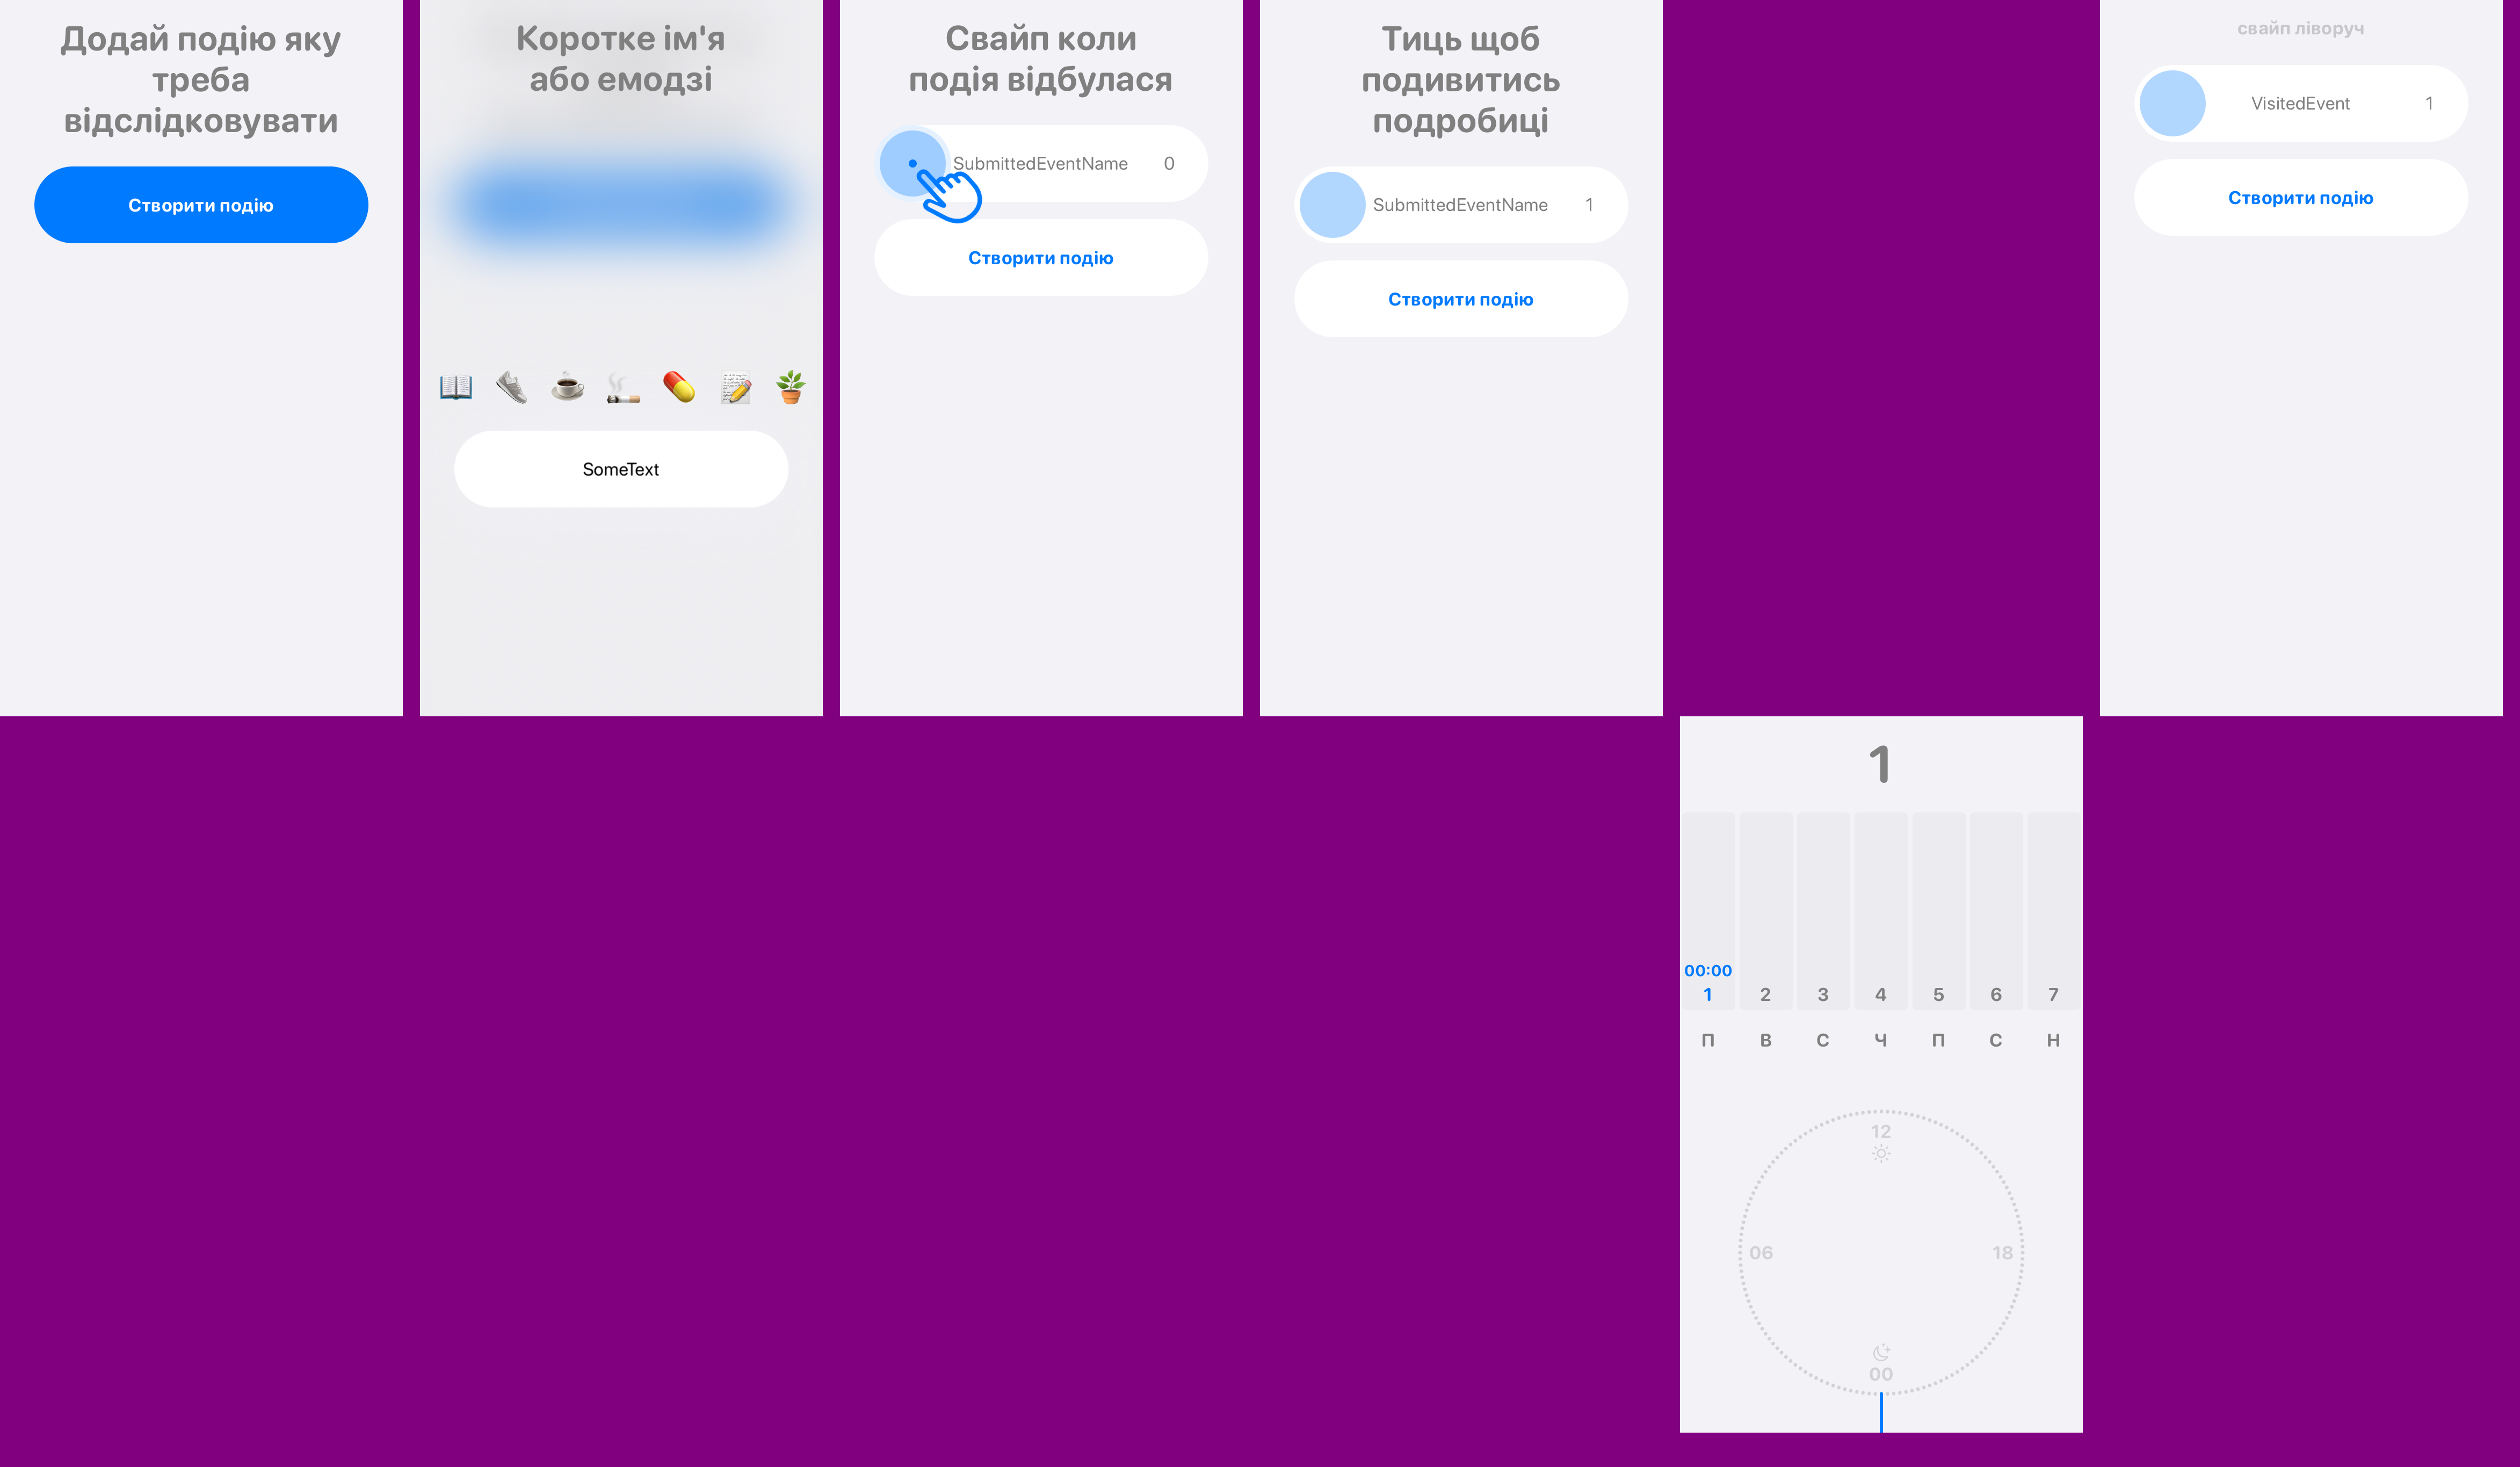 Додай подію яку
треба
відслідковувати
Створити подію
Коротке ім'я
або емодзі
SomeText
Свайп коли
подія відбулася
SubmittedEventName 0
Створити подію
Тиць щоб
подивитись
подробиці
SubmittedEventName 1
Створити подію
свайп ліворуч
VisitedEvent 1
Створити подію
1
00:00
1 2 3 4 5 6 7
П В С Ч П С Н
12
06 18
00